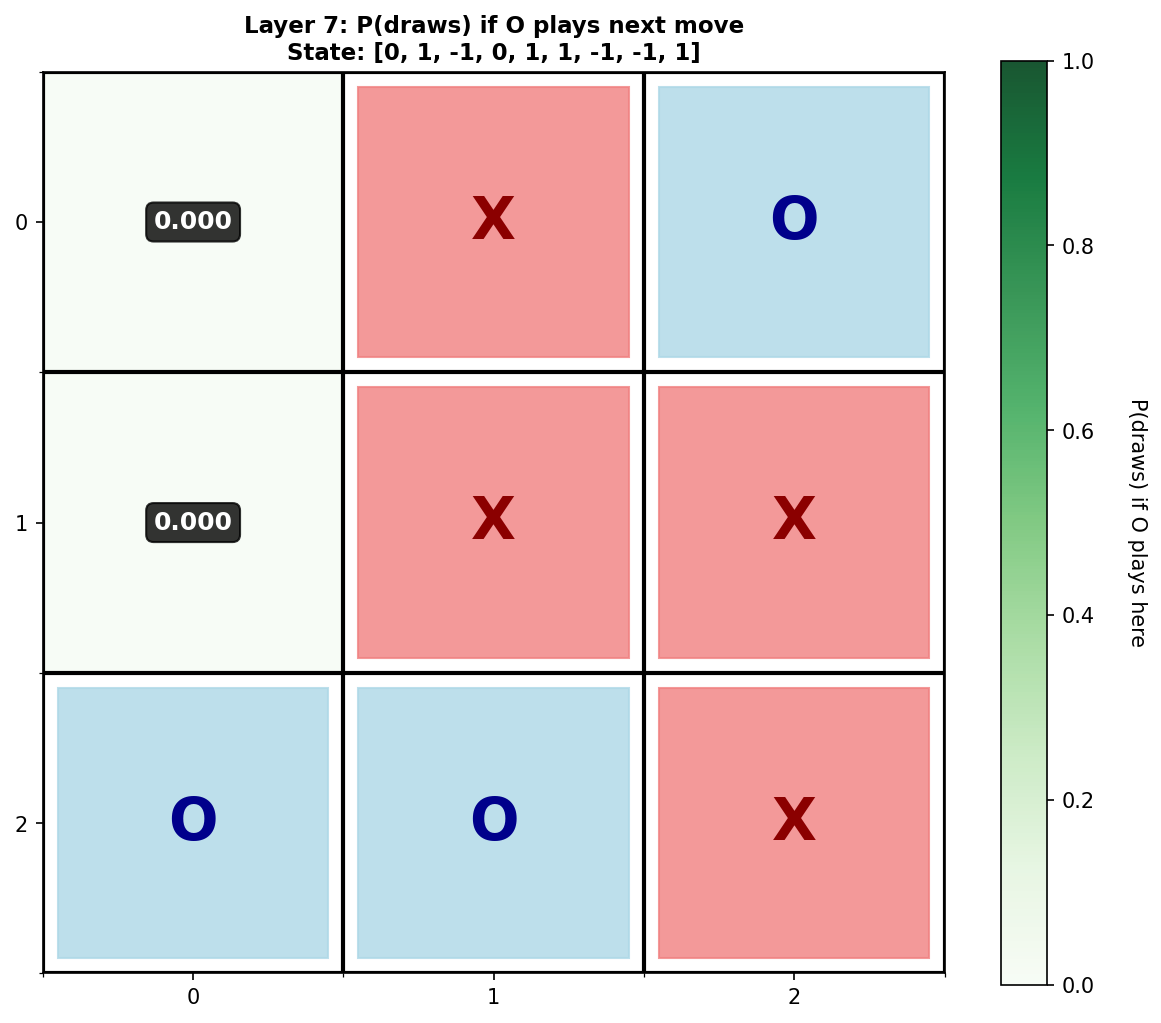 Layer 7: P(draws) if O plays next move
State: [0, 1, -1, 0, 1, 1, -1, -1, 1]
0
0.000
X
O
1
0.000
X
X
2
O
O
X
0
1
2
1.0
0.8
0.6
0.4
0.2
0.0
P(draws) if O plays here